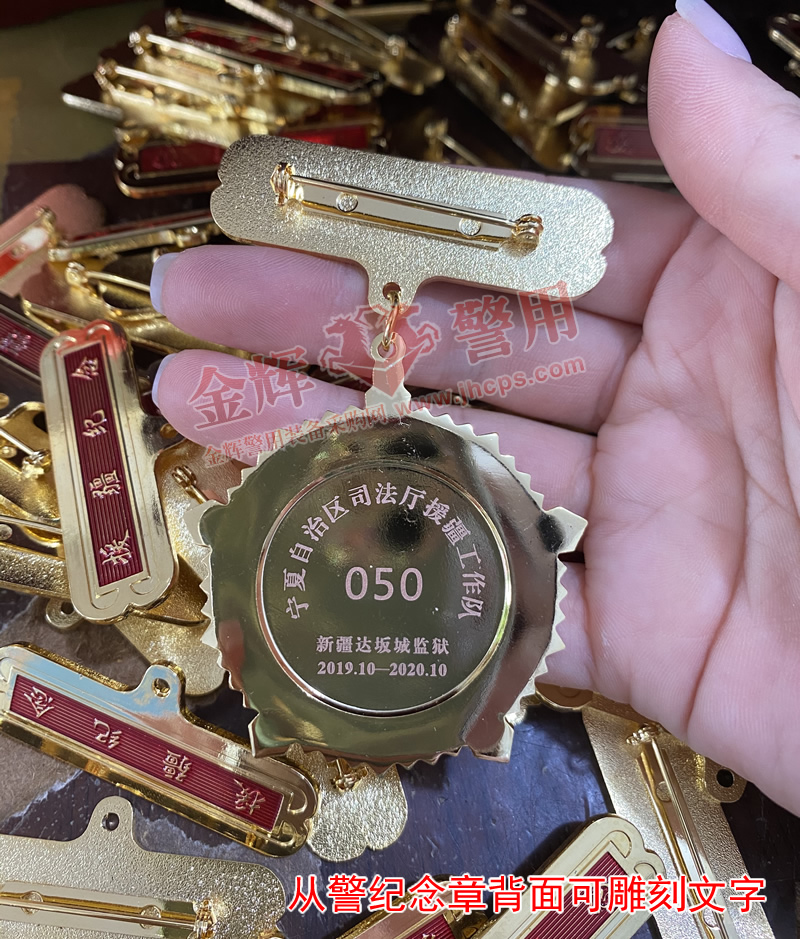 金辉警用
www.jhcps.com
金辉警用装备采购网
宁夏自治区司法厅援疆工作队
050
新疆达坂城监狱
2019.10—2020.10
援疆纪念
援疆纪念
从警纪念章背面可雕刻文字